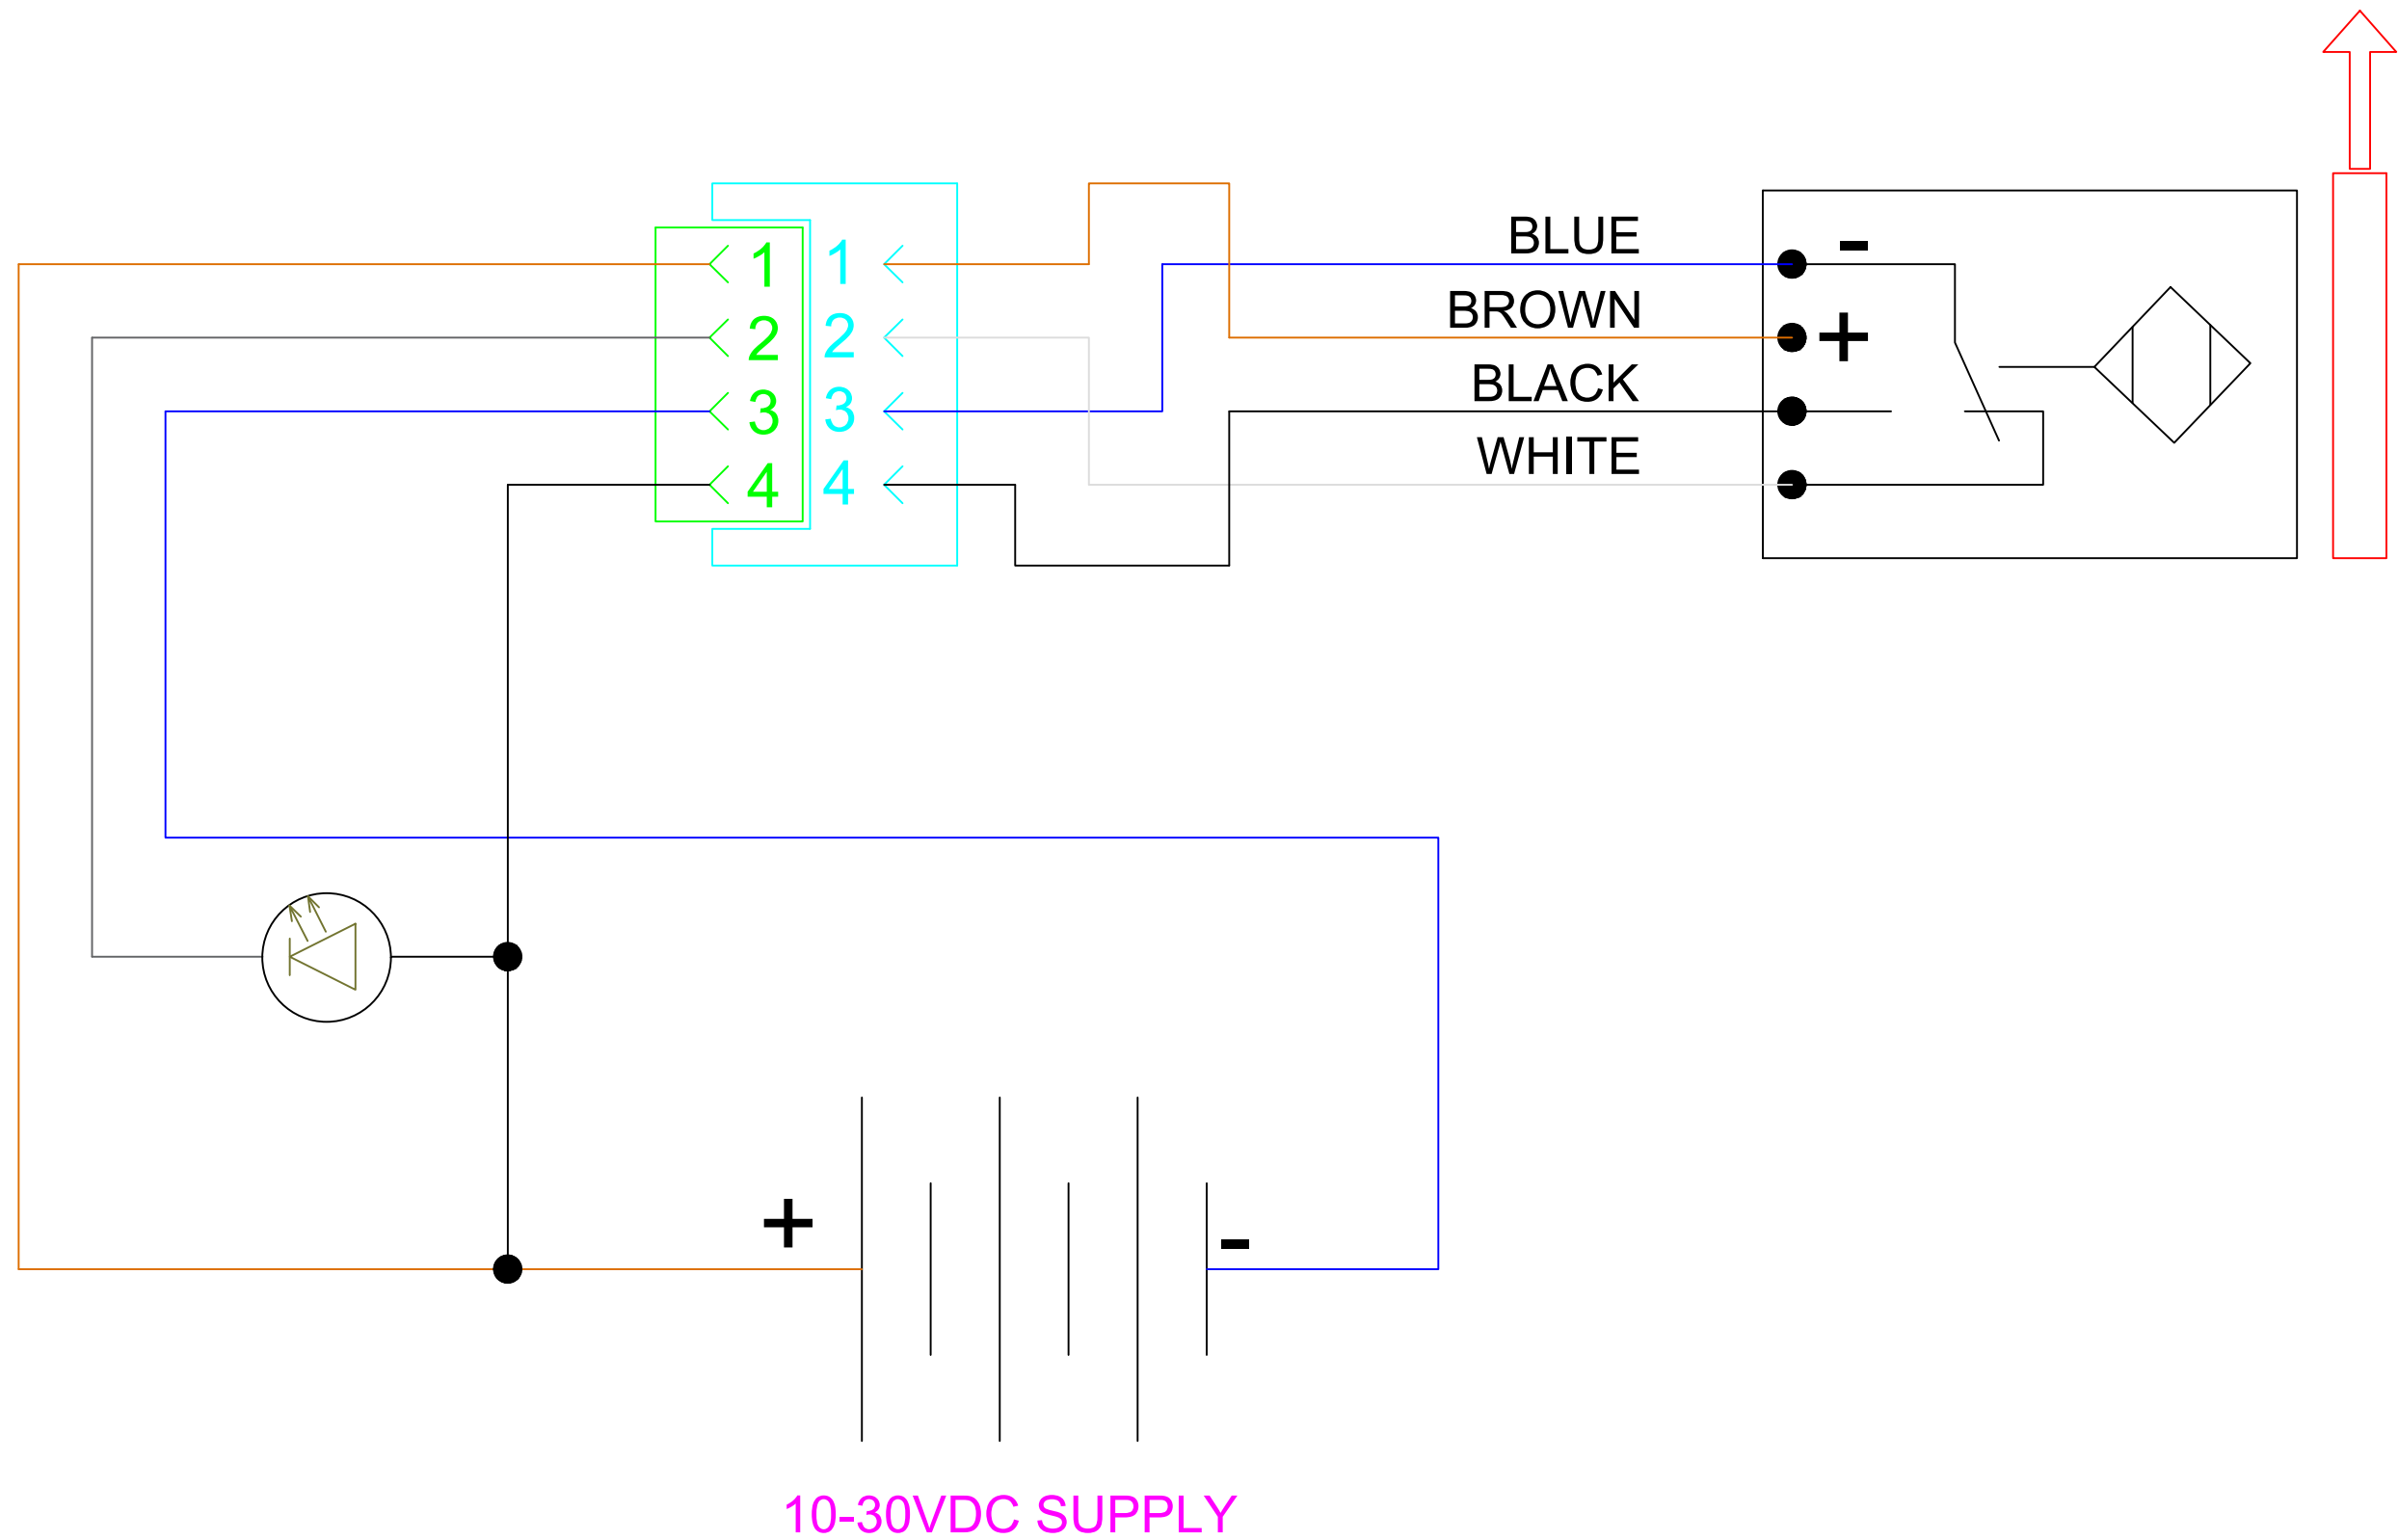 BLUE -
BROWN +
BLACK
WHITE
1 1
2 2
3 3
4 4
+ -
10-30VDC SUPPLY